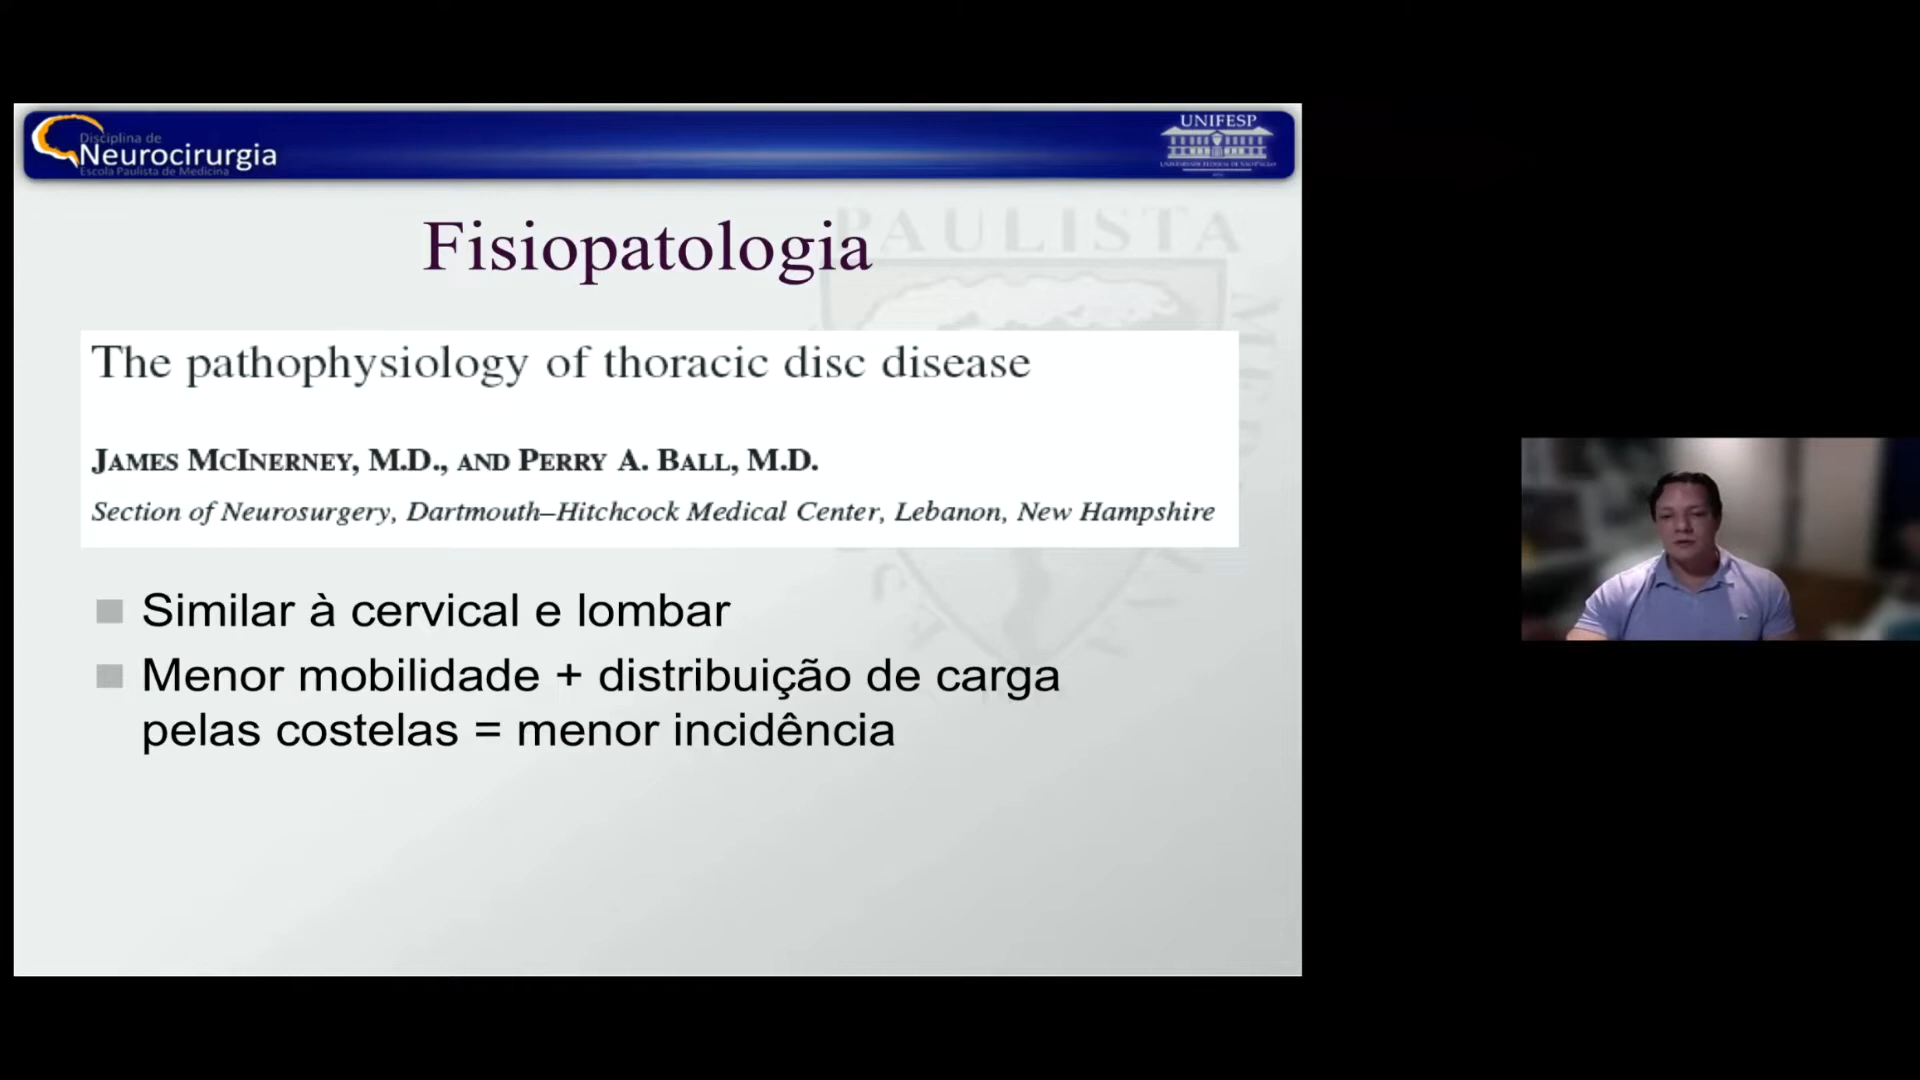 Disciplina de
Neurocirurgia
Escola Paulista de Medicina
UNIFESP
Fisiopatologia
PAULISTA
The pathophysiology of thoracic disc disease
JAMES MCINERNEY, M.D., AND PERRY A. BALL, M.D.
Section of Neurosurgery, Dartmouth–Hitchcock Medical Center, Lebanon, New Hampshire
Similar à cervical e lombar
Menor mobilidade + distribuição de carga
pelas costelas = menor incidência